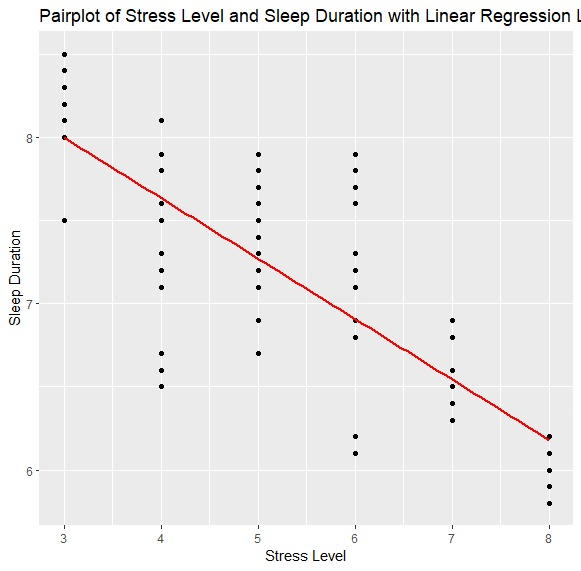 Pairplot of Stress Level and Sleep Duration with Linear Regression L
8
7
6
Sleep Duration
3 4 5 6 7 8
Stress Level